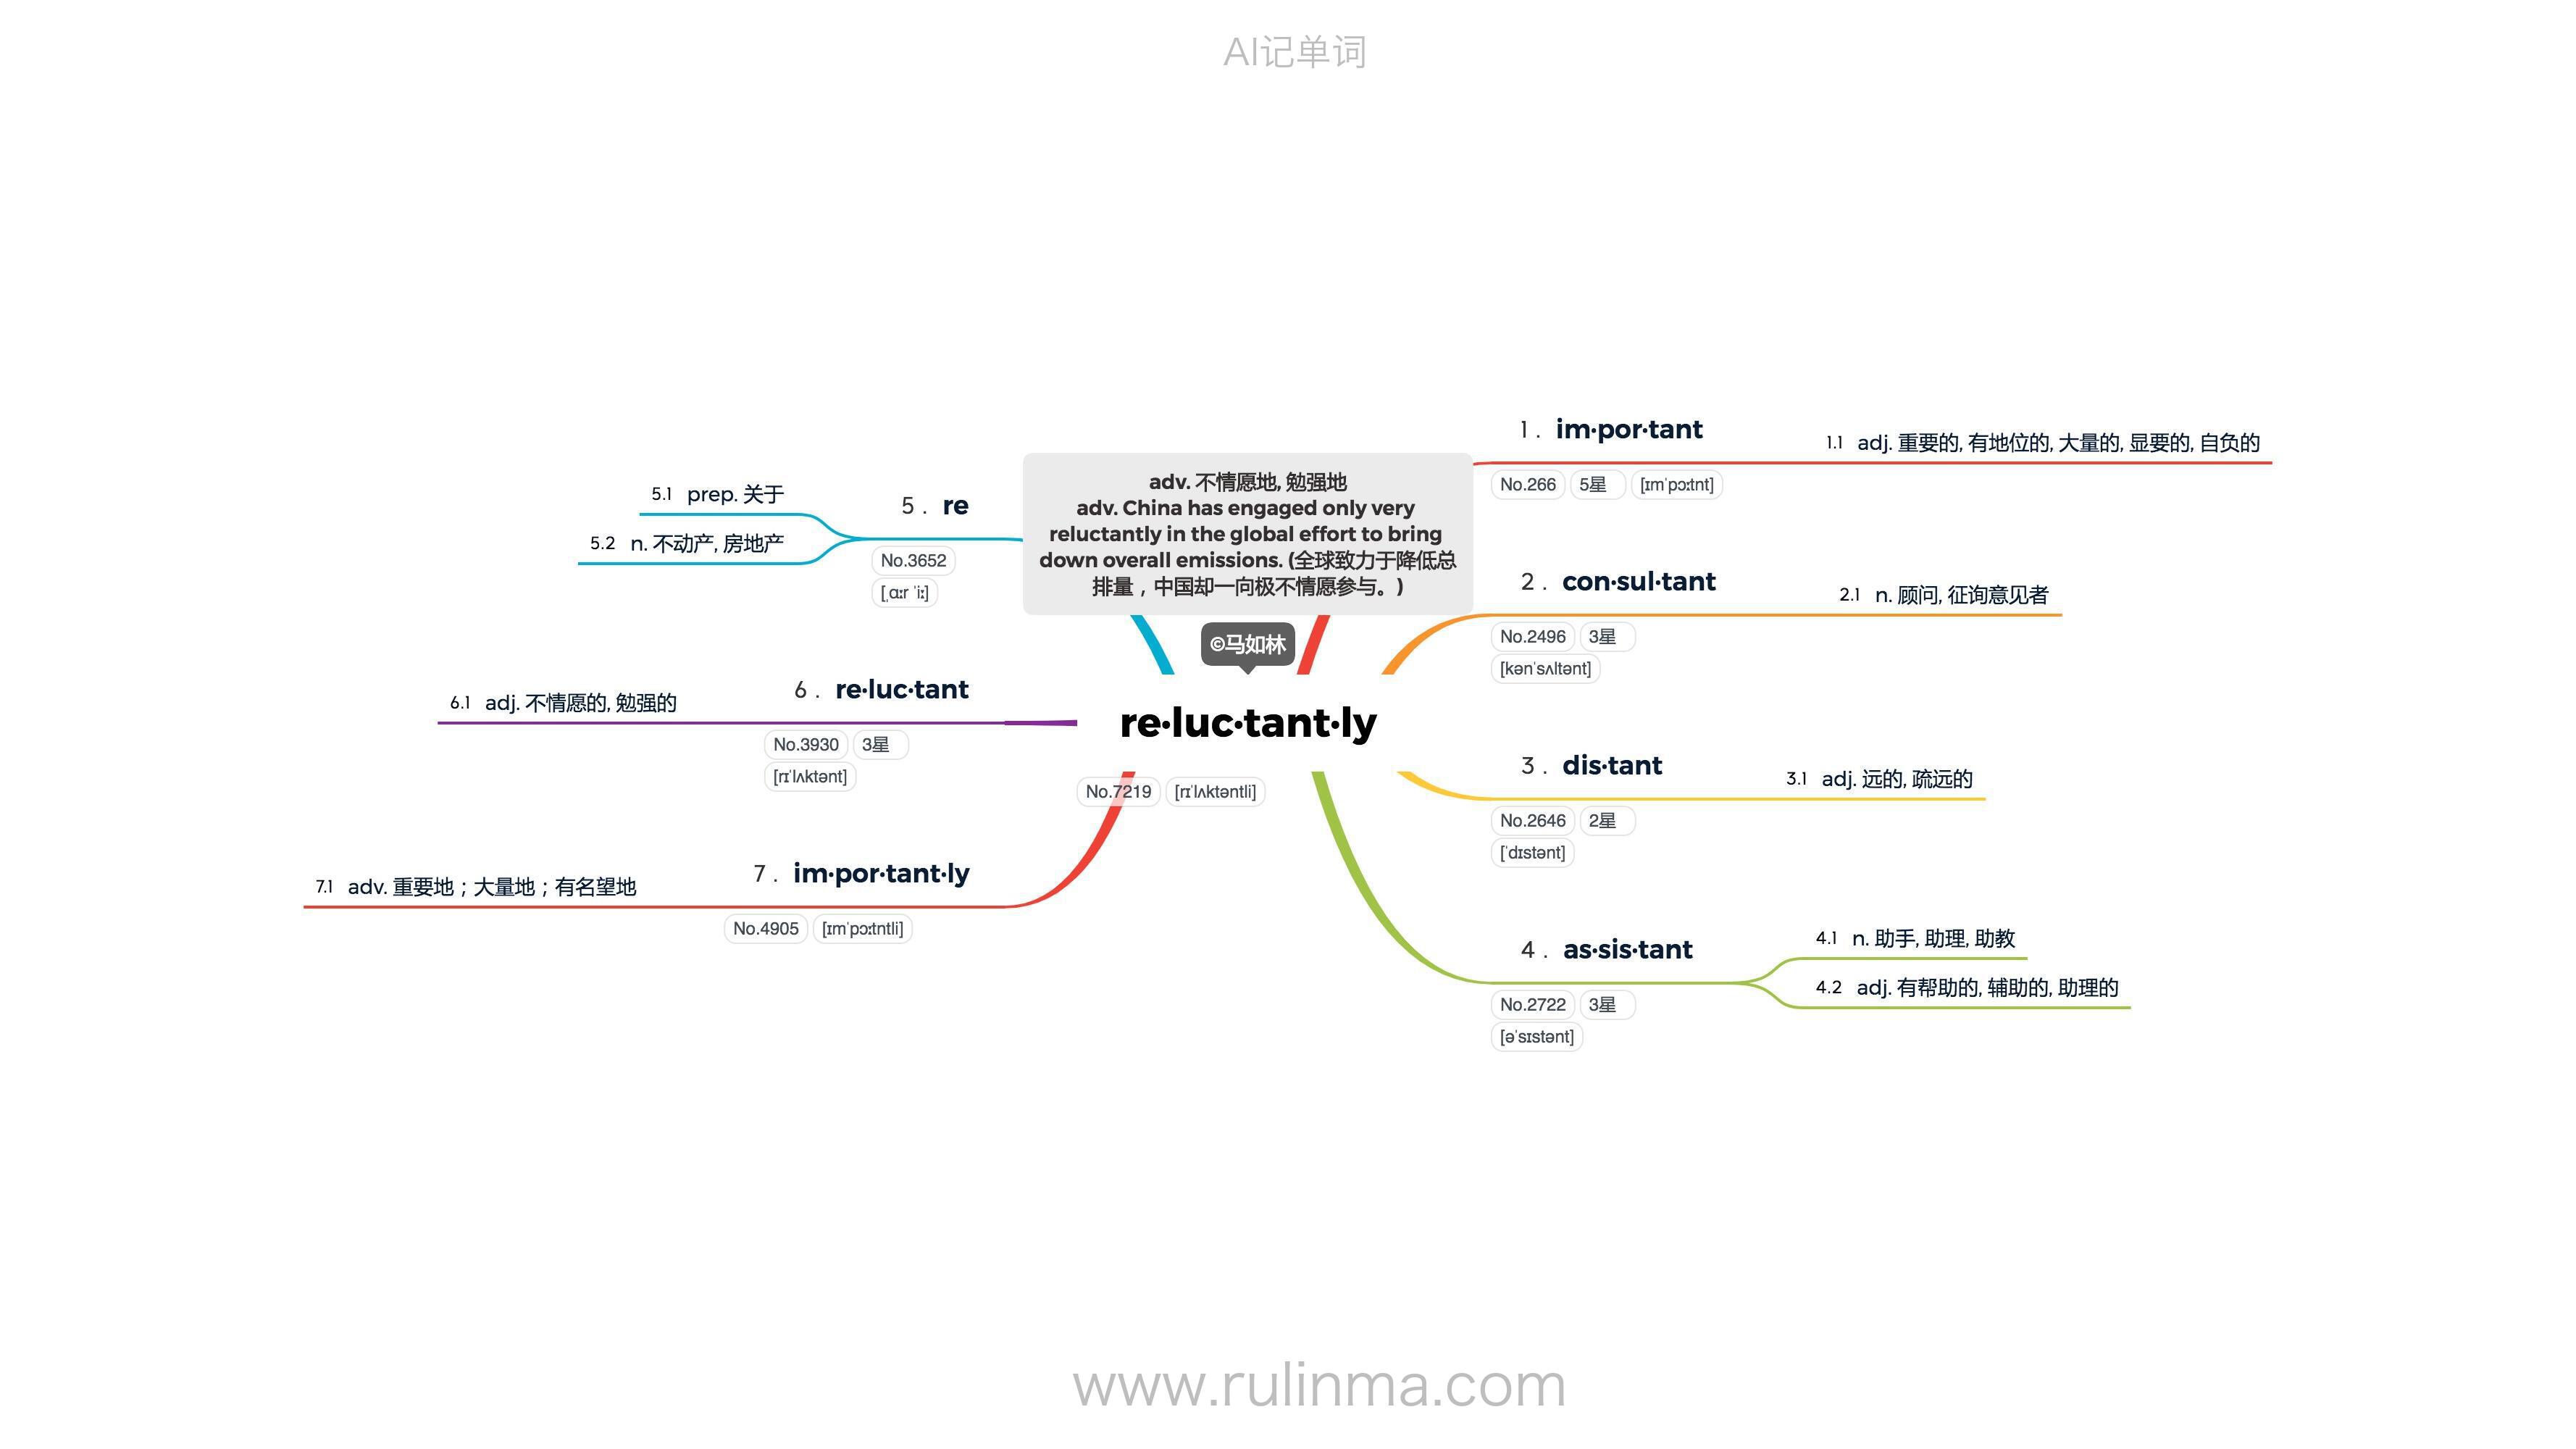 AI记单词
adv. 不情愿地, 勉强地
adv. China has engaged only very
reluctantly in the global effort to bring
down overall emissions. (全球致力于降低总
排量，中国却一向极不情愿参与。)
©马如林
re·luc·tant·ly
No.7219 [rɪˈlʌktəntli]
1. im·por·tant
No.266 5星 [ɪmˈpɔːtnt]
1.1 adj. 重要的, 有地位的, 大量的, 显要的, 自负的
2. con·sul·tant
No.2496 3星
[kənˈsʌltənt]
2.1 n. 顾问, 征询意见者
3. dis·tant
No.2646 2星
[ˈdɪstənt]
3.1 adj. 远的, 疏远的
4. as·sis·tant
No.2722 3星
[əˈsɪstənt]
4.1 n. 助手, 助理, 助教
4.2 adj. 有帮助的, 辅助的, 助理的
5. re
No.3652
[ˌɑːr ˈiː]
5.1 prep. 关于
5.2 n. 不动产, 房地产
6. re·luc·tant
No.3930 3星
[rɪˈlʌktənt]
6.1 adj. 不情愿的, 勉强的
7. im·por·tant·ly
No.4905 [ɪmˈpɔːtntli]
7.1 adv. 重要地；大量地；有名望地
www.rulinma.com